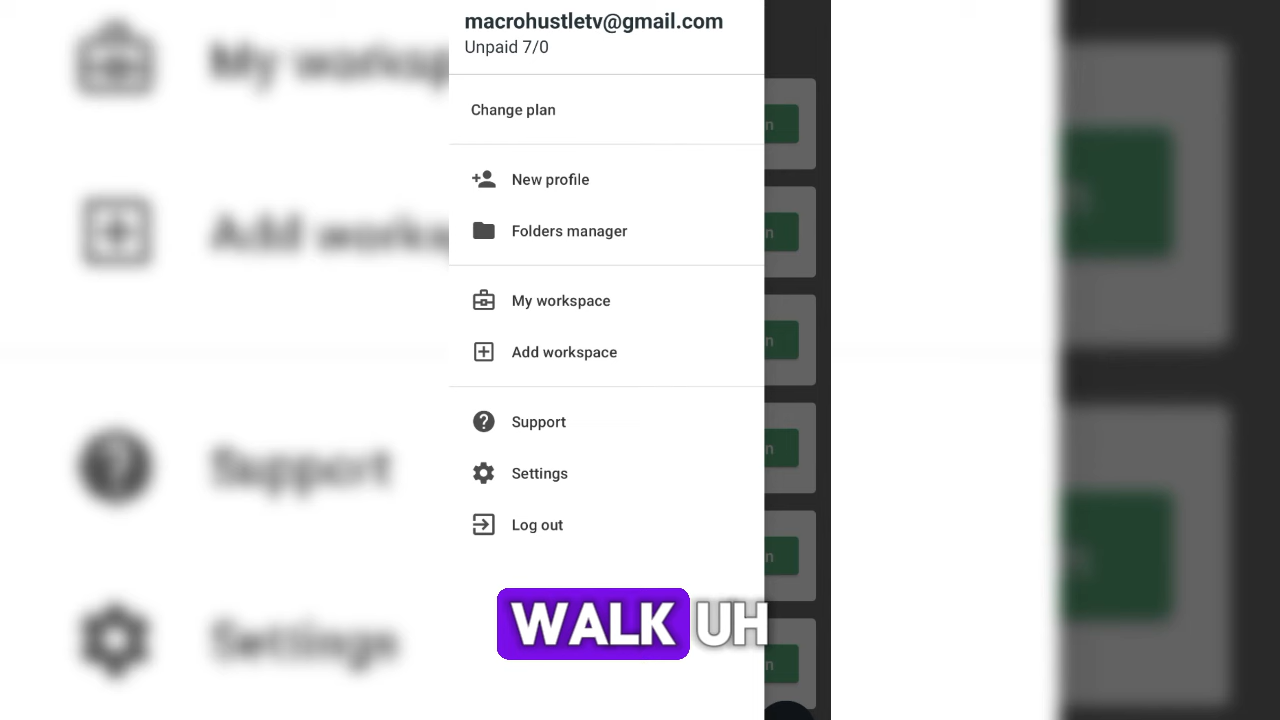 macrohustletv@gmail.com
Unpaid 7/0
Change plan
New profile
Folders manager
My workspace
Add workspace
Support
Settings
Log out
WALK UH